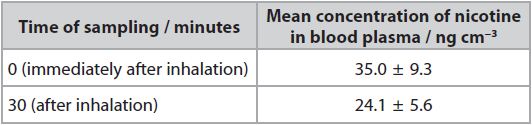 Time of sampling / minutes
Mean concentration of nicotine
in blood plasma / ng cm⁻³
0 (immediately after inhalation)
35.0 ± 9.3
30 (after inhalation)
24.1 ± 5.6